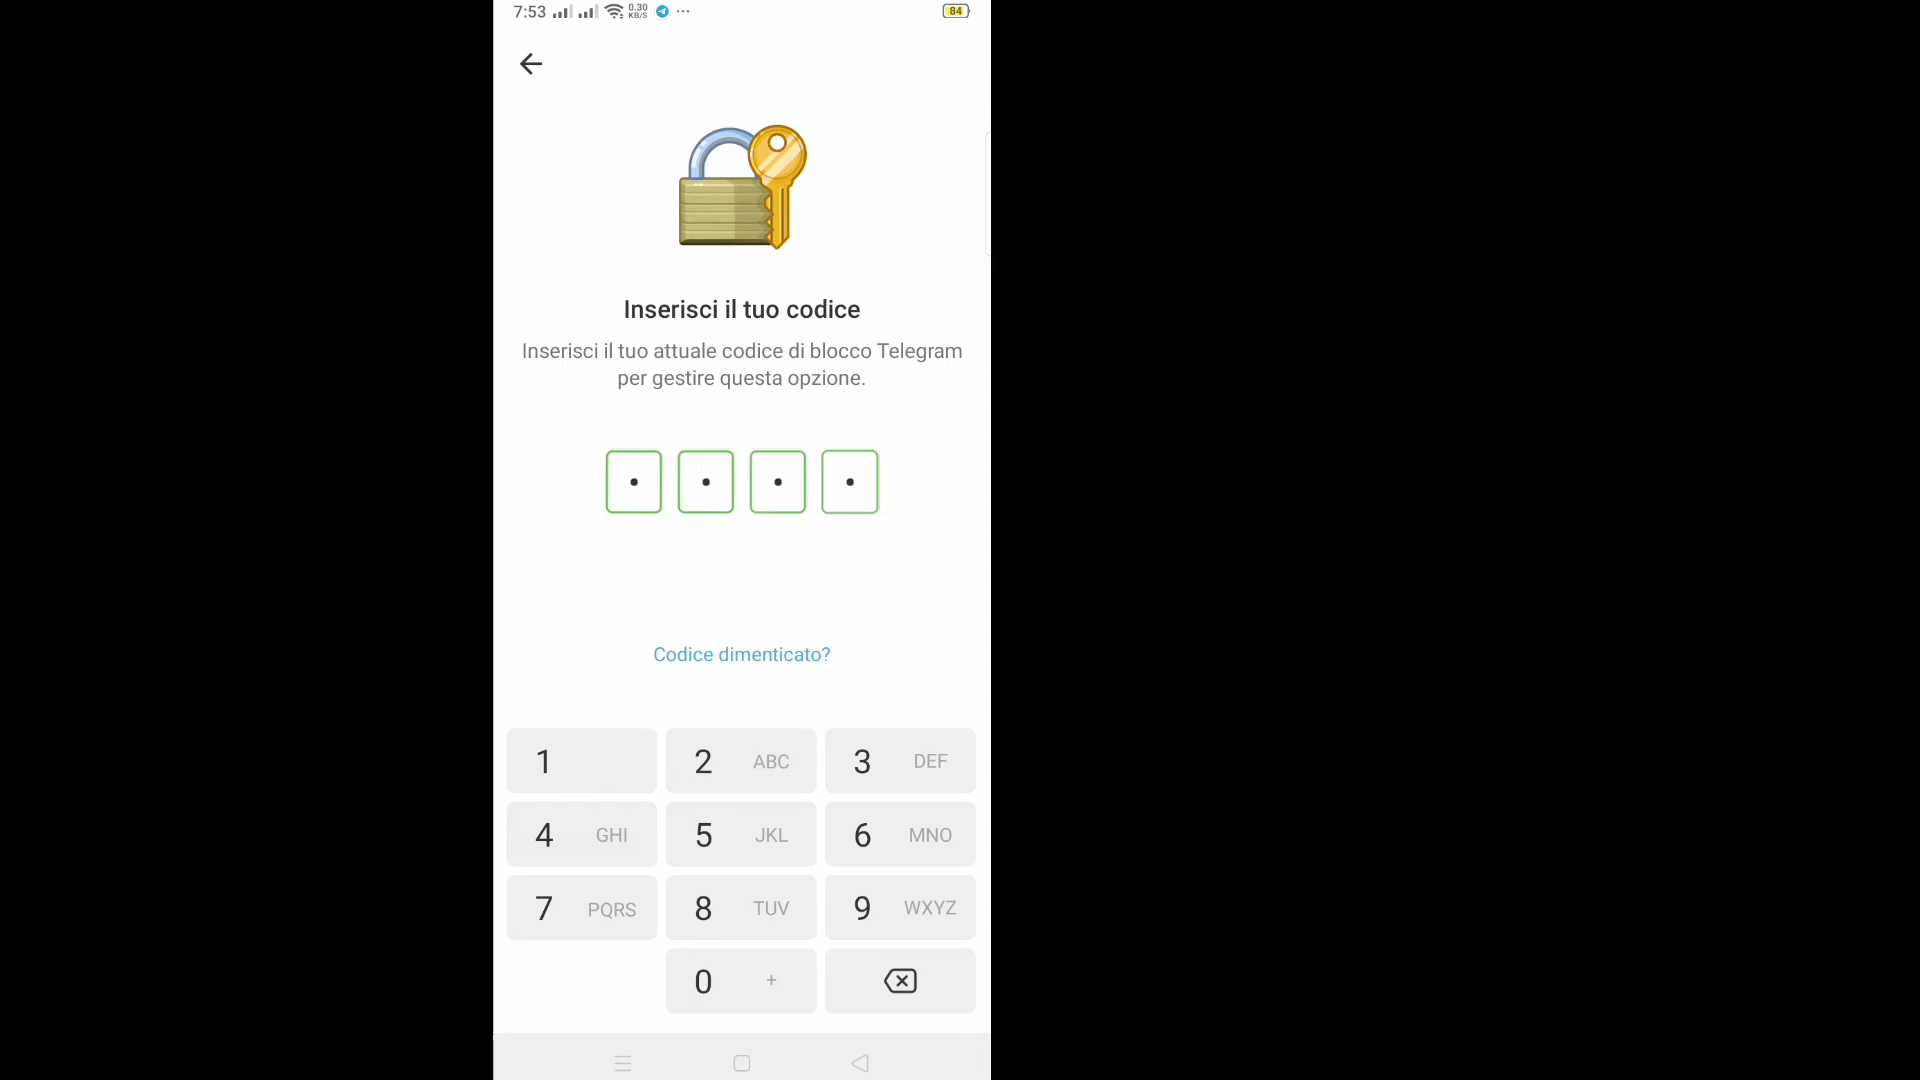 7:53 0.30 KB/S ... 84
Inserisci il tuo codice
Inserisci il tuo attuale codice di blocco Telegram
per gestire questa opzione.
Codice dimenticato?
1 2 ABC 3 DEF
4 GHI 5 JKL 6 MNO
7 PQRS 8 TUV 9 WXYZ
0 +